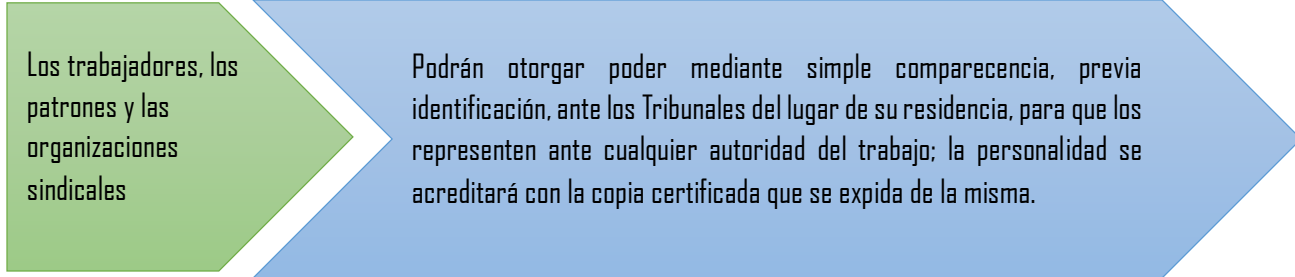 Los trabajadores, los
patrones y las
organizaciones
sindicales
Podrán otorgar poder mediante simple comparecencia, previa
identificación, ante los Tribunales del lugar de su residencia, para que los
representen ante cualquier autoridad del trabajo; la personalidad se
acreditará con la copia certificada que se expida de la misma.